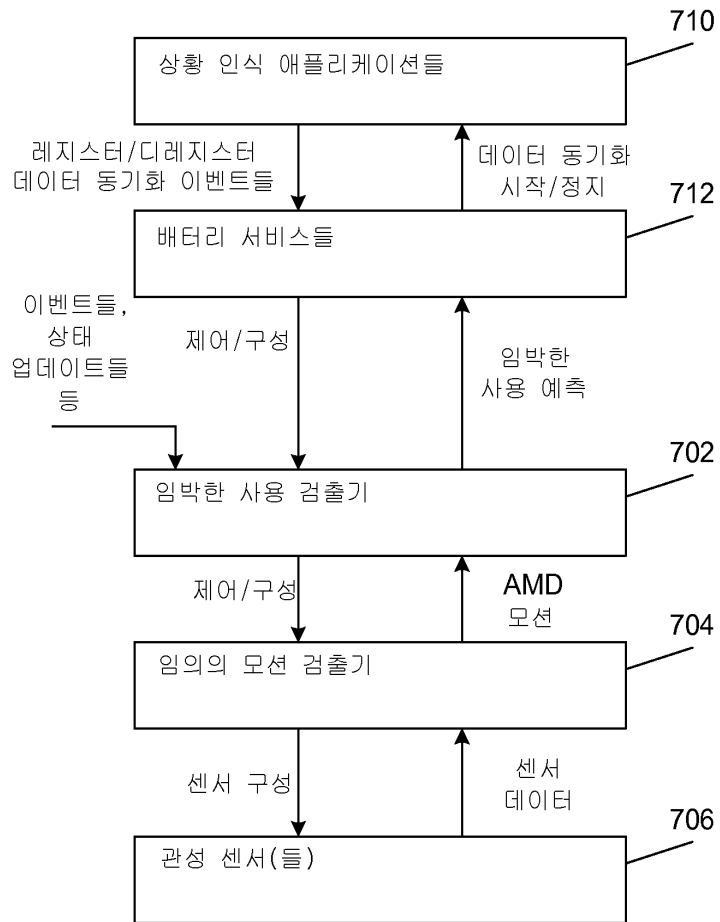 710
상황 인식 애플리케이션들
레지스터/디레지스터
데이터 동기화 이벤트들
데이터 동기화
시작/정지
712
배터리 서비스들
이벤트들,
상태
업데이트들
등
제어/구성
임박한
사용 예측
702
임박한 사용 검출기
제어/구성
AMD
모션
704
임의의 모션 검출기
센서 구성
센서
데이터
706
관성 센서(들)